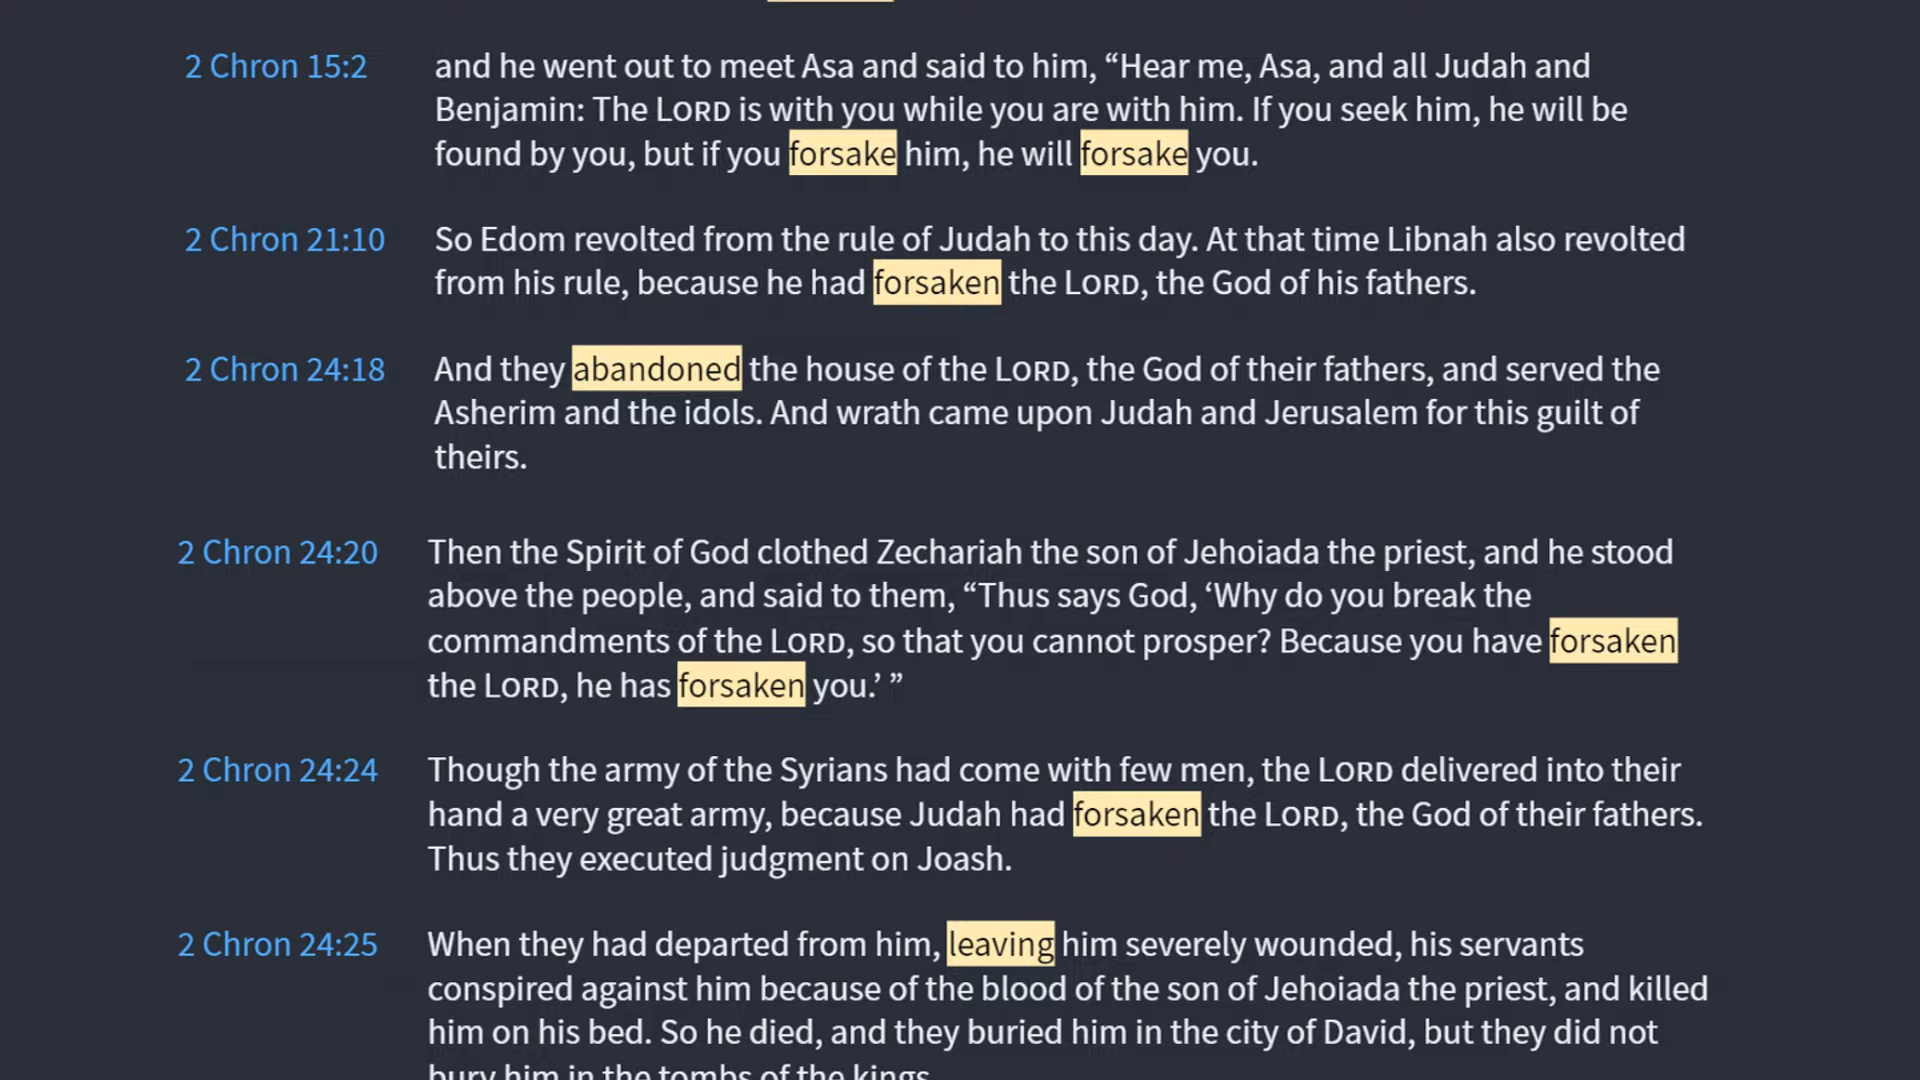 2 Chron 15:2 and he went out to meet Asa and said to him, “Hear me, Asa, and all Judah and
Benjamin: The LORD is with you while you are with him. If you seek him, he will be
found by you, but if you forsake him, he will forsake you.
2 Chron 21:10 So Edom revolted from the rule of Judah to this day. At that time Libnah also revolted
from his rule, because he had forsaken the LORD, the God of his fathers.
2 Chron 24:18 And they abandoned the house of the LORD, the God of their fathers, and served the
Asherim and the idols. And wrath came upon Judah and Jerusalem for this guilt of
theirs.
2 Chron 24:20 Then the Spirit of God clothed Zechariah the son of Jehoiada the priest, and he stood
above the people, and said to them, “Thus says God, ‘Why do you break the
commandments of the LORD, so that you cannot prosper? Because you have forsaken
the LORD, he has forsaken you.’ ”
2 Chron 24:24 Though the army of the Syrians had come with few men, the LORD delivered into their
hand a very great army, because Judah had forsaken the LORD, the God of their fathers.
Thus they executed judgment on Joash.
2 Chron 24:25 When they had departed from him, leaving him severely wounded, his servants
conspired against him because of the blood of the son of Jehoiada the priest, and killed
him on his bed. So he died, and they buried him in the city of David, but they did not
bury him in the tombs of the kings.